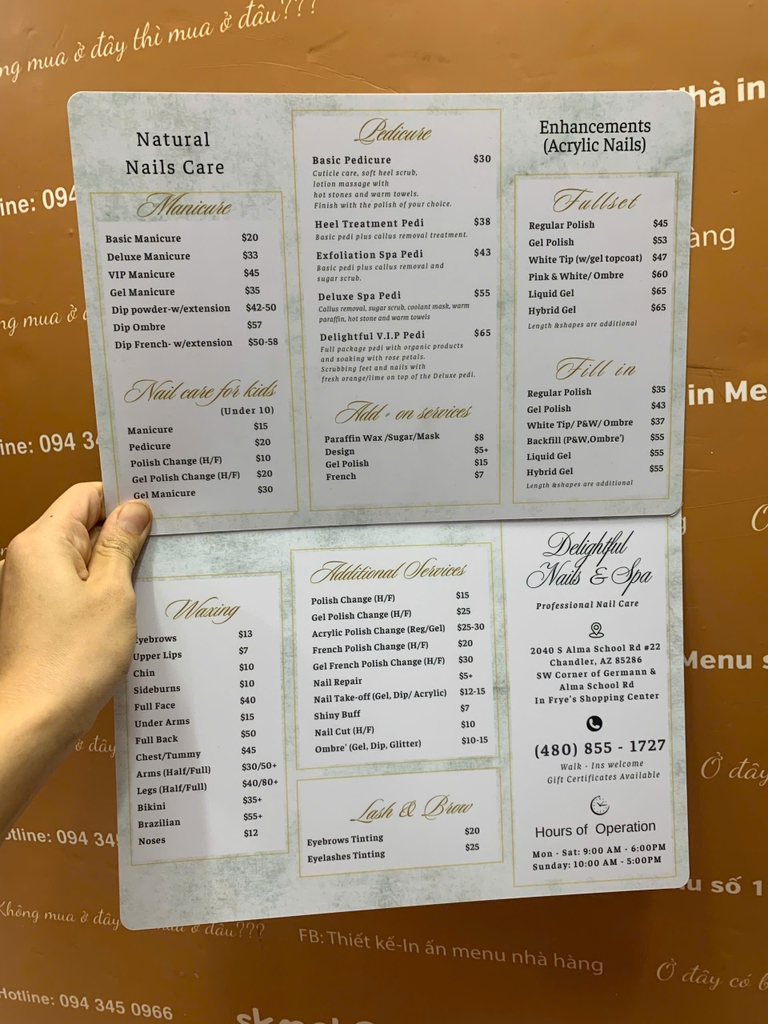 mua ở đây thì mua ở đâu???
Nhà in
Natural
Nails Care
Manicure
Basic Manicure $20
Deluxe Manicure $33
VIP Manicure $45
Gel Manicure $35
Dip powder-w/extension $42-50
Dip Ombre $57
Dip French- w/extension $50-58
Nail care for kids
(Under 10)
Manicure $15
Pedicure $20
Polish Change (H/F) $10
Gel Polish Change (H/F) $20
Gel Manicure $30
Pedicure
Basic Pedicure $30
Cuticle care, soft heel scrub,
lotion massage with
hot stones and warm towels.
Finish with the polish of your choice.
Heel Treatment Pedi $38
Basic pedi plus callus removal treatment.
Exfoliation Spa Pedi $43
Basic pedi plus callus removal and
sugar scrub.
Deluxe Spa Pedi $55
Callus removal, sugar scrub, coolant mask, warm
paraffin, hot stone and warm towels
Delightful V.I.P Pedi $65
Full package pedi with organic products
and soaking with rose petals.
Scrubbing feet and nails with
fresh orange/lime on top of the Deluxe pedi.
Add - on services
Paraffin Wax /Sugar/Mask $8
Design $5+
Gel Polish $15
French $7
Enhancements
(Acrylic Nails)
Fullset
Regular Polish $45
Gel Polish $53
White Tip (w/gel topcoat) $47
Pink & White/ Ombre $60
Liquid Gel $65
Hybrid Gel $65
Length &shapes are additional
Fill in
Regular Polish $35
Gel Polish $43
White Tip/ P&W/ Ombre $37
Backfill (P&W,Ombre') $55
Liquid Gel $55
Hybrid Gel $55
Length &shapes are additional
Waxing
Eyebrows $13
Upper Lips $7
Chin $10
Sideburns $10
Full Face $40
Under Arms $15
Full Back $50
Chest/Tummy $45
Arms (Half/Full) $30/50+
Legs (Half/Full) $40/80+
Bikini $35+
Brazilian $55+
Noses $12
Additional Services
Polish Change (H/F) $15
Gel Polish Change (H/F) $25
Acrylic Polish Change (Reg/Gel) $25-30
French Polish Change (H/F) $20
Gel French Polish Change (H/F) $30
Nail Repair $5+
Nail Take-off (Gel, Dip/ Acrylic) $12-15
Shiny Buff $7
Nail Cut (H/F) $10
Ombre' (Gel, Dip, Glitter) $10-15
Lash & Brow
Eyebrows Tinting $20
Eyelashes Tinting $25
Delightful
Nails & Spa
Professional Nail Care
2040 S Alma School Rd #22
Chandler, AZ 85286
SW Corner of Germann &
Alma School Rd
In Frye's Shopping Center
(480) 855 - 1727
Walk - Ins welcome
Gift Certificates Available
Hours of Operation
Mon - Sat: 9:00 AM - 6:00PM
Sunday: 10:00 AM - 5:00PM
in Me
Menu
Ở đây
số 1
Không mua ở đây thì mua ở đâu???
FB: Thiết kế-In ấn menu nhà hàng
Ở đây có
Hotline: 094 345 0966